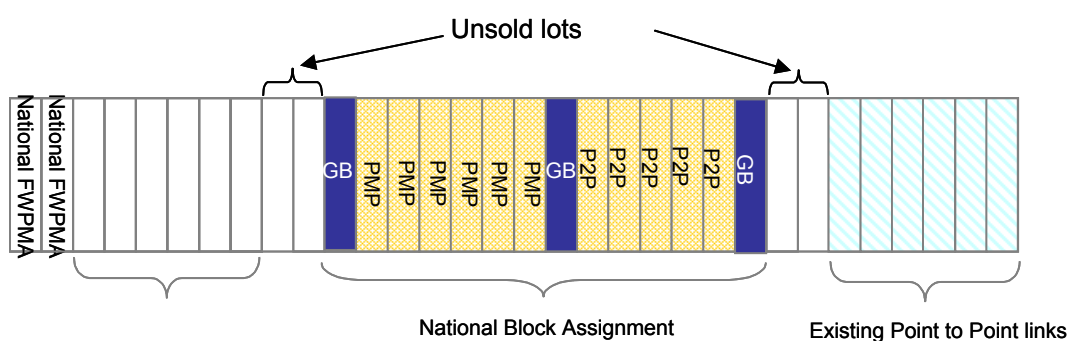 Unsold lots
National FWPMA
National FWPMA
GB
PMP
PMP
PMP
PMP
PMP
PMP
GB
P2P
P2P
P2P
P2P
P2P
GB
National Block Assignment
Existing Point to Point links